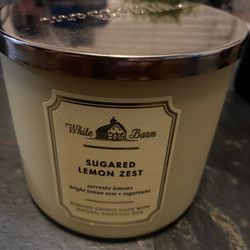 White Barn
SUGARED
LEMON ZEST
sorrento lemons
bright lemon zest • sugarcane
SCENTED CANDLE MADE WITH
NATURAL ESSENTIAL OILS